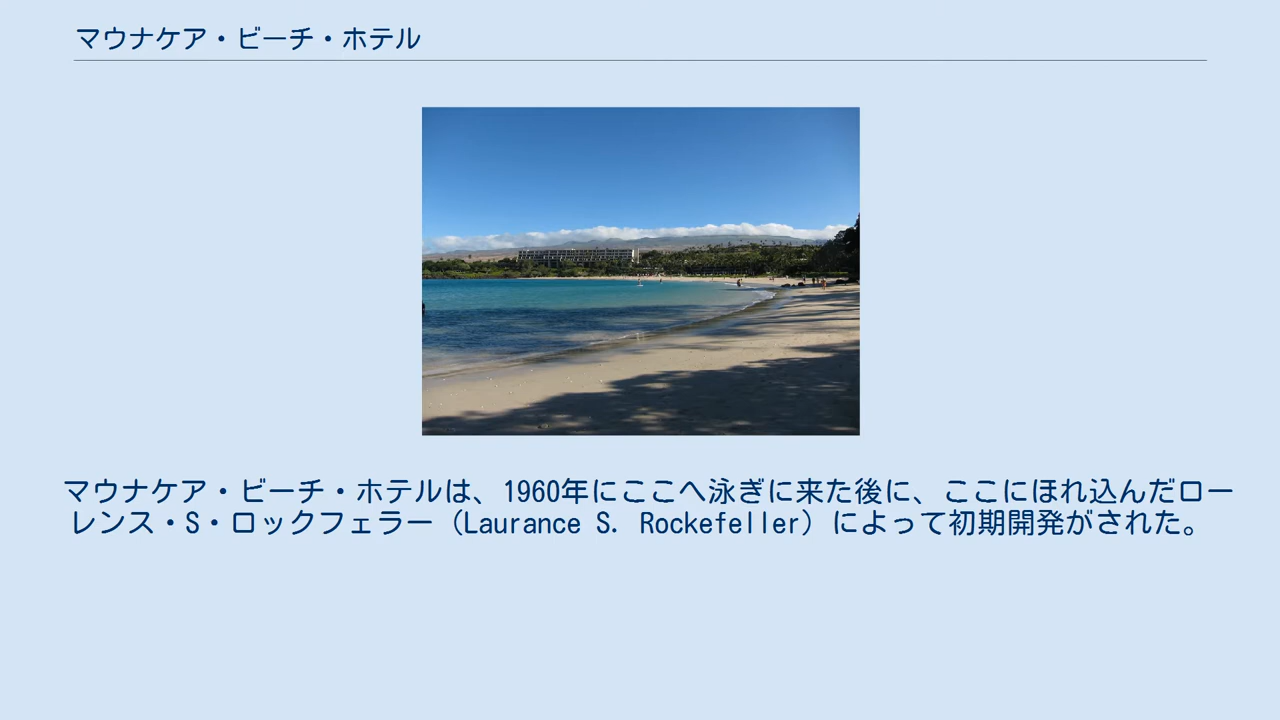 マウナケア・ビーチ・ホテル
マウナケア・ビーチ・ホテルは、1960年にここへ泳ぎに来た後に、ここにほれ込んだロー
レンス・S・ロックフェラー（Laurance S. Rockefeller）によって初期開発がされた。